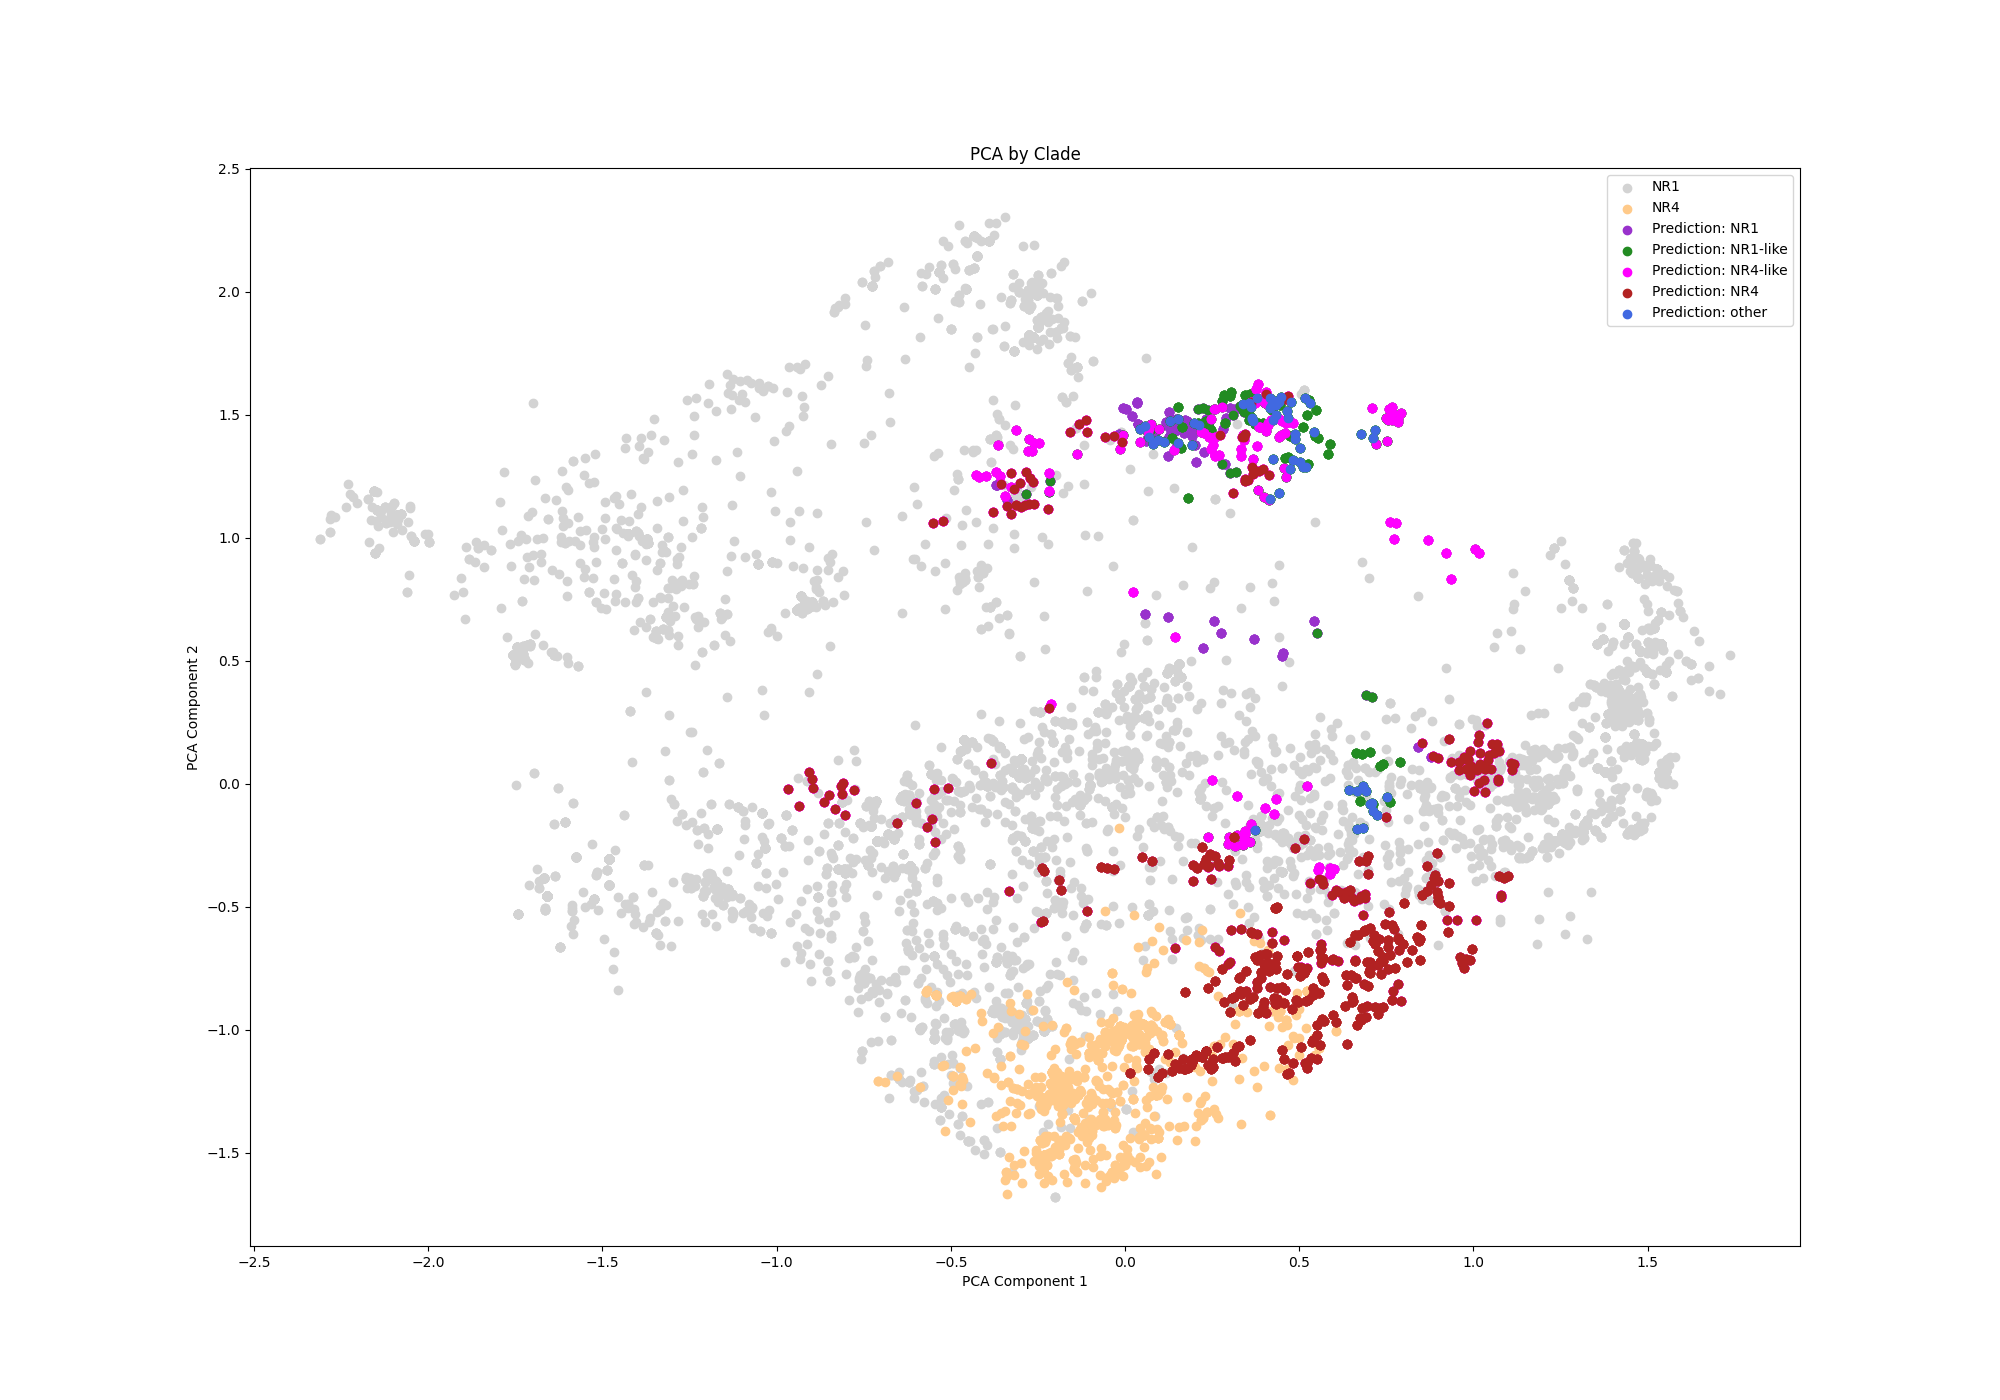 PCA by Clade
NR1
NR4
Prediction: NR1
Prediction: NR1-like
Prediction: NR4-like
Prediction: NR4
Prediction: other
2.5
2.0
1.5
1.0
0.5
0.0
−0.5
−1.0
−1.5
PCA Component 2
−2.5
−2.0
−1.5
−1.0
−0.5
0.0
0.5
1.0
1.5
PCA Component 1